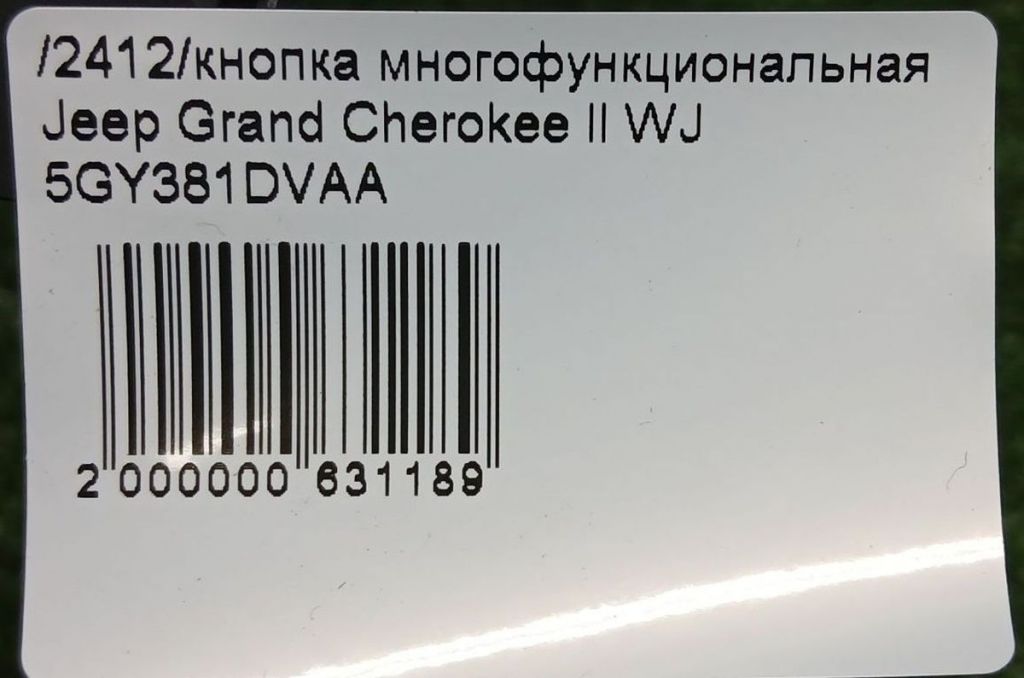 /2412/кнопка многофункциональная
Jeep Grand Cherokee II WJ
5GY381DVAA
2 000000 631189